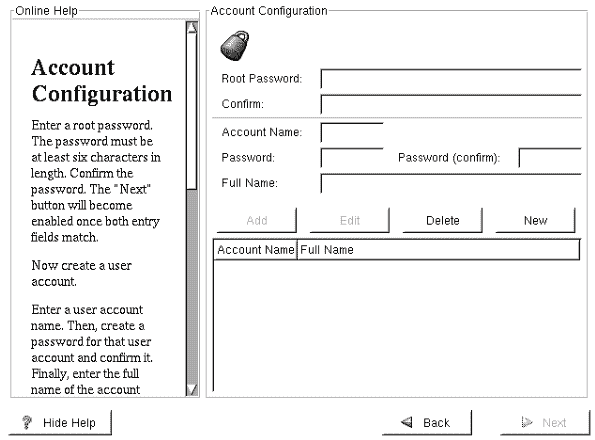 Online Help
Account
Configuration
Enter a root password.
The password must be
at least six characters in
length. Confirm the
password. The "Next"
button will become
enabled once both entry
fields match.
Now create a user
account.
Enter a user account
name. Then, create a
password for that user
account and confirm it.
Finally, enter the full
name of the account
Account Configuration
Root Password:
Confirm:
Account Name:
Password: Password (confirm):
Full Name:
Add Edit Delete New
Account Name Full Name
Hide Help Back Next